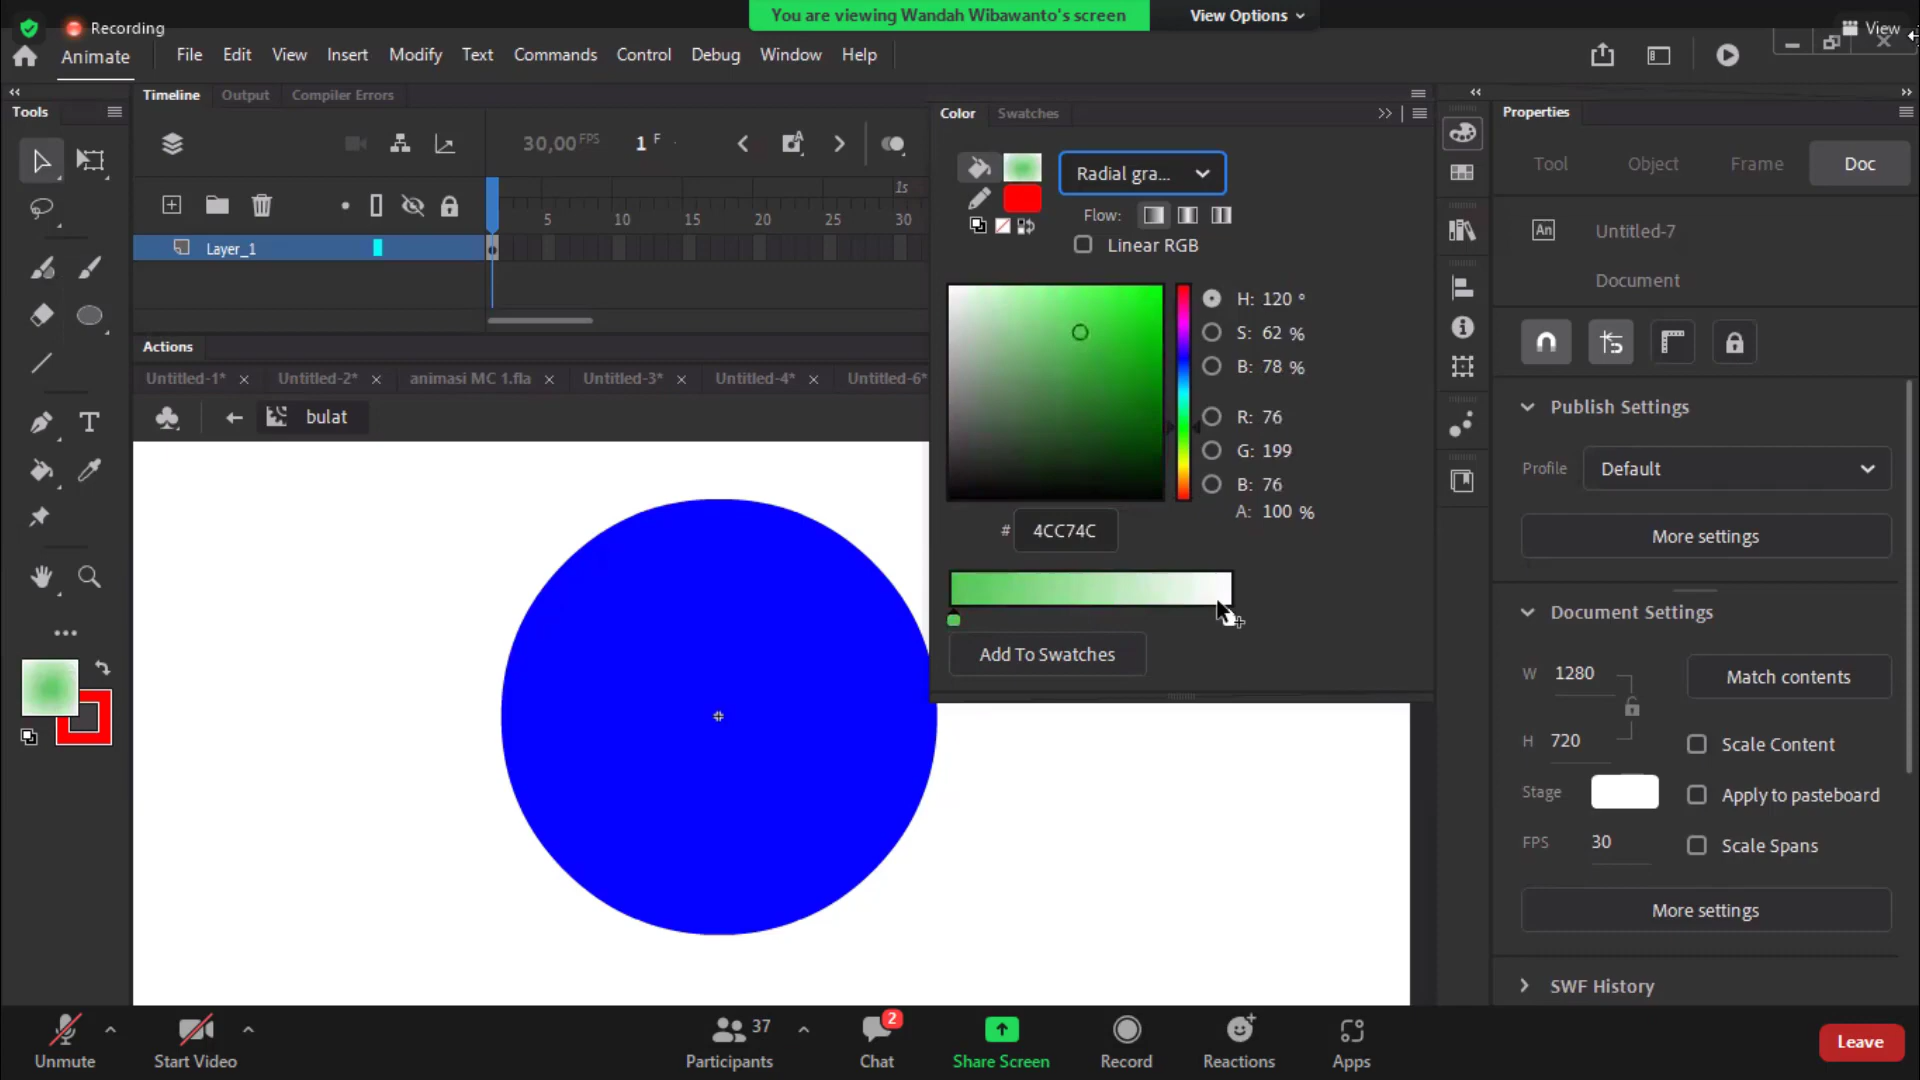 Recording
You are viewing Wandah Wibawanto's screen
View Options
View
Animate
File Edit View Insert Modify Text Commands Control Debug Window Help
Tools
Timeline Output Compiler Errors
Color Swatches
Properties
30,00 FPS 1 F
Radial gra...
Tool Object Frame Doc
Flow:
Linear RGB
1s
5 10 15 20 25 30
Layer_1
An Untitled-7
Document
H: 120 °
S: 62 %
B: 78 %
R: 76
G: 199
B: 76
A: 100 %
# 4CC74C
Add To Swatches
Actions
Untitled-1* Untitled-2* animasi MC 1.fla Untitled-3* Untitled-4* Untitled-6*
bulat
T
Publish Settings
Profile Default
More settings
Document Settings
W 1280
Match contents
H 720
Scale Content
Stage
Apply to pasteboard
FPS 30
Scale Spans
More settings
SWF History
Unmute
Start Video
37
Participants
2
Chat
Share Screen
Record
Reactions
Apps
Leave